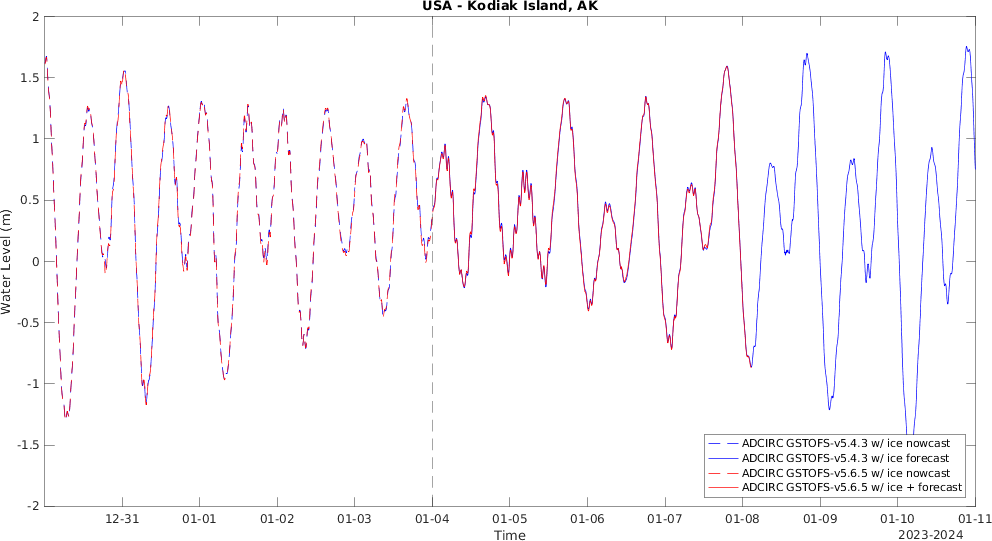 USA - Kodiak Island, AK
2
1.5
1
0.5
0
-0.5
-1
-1.5
-2
Water Level (m)
ADCIRC GSTOFS-v5.4.3 w/ ice nowcast
ADCIRC GSTOFS-v5.4.3 w/ ice forecast
ADCIRC GSTOFS-v5.6.5 w/ ice nowcast
ADCIRC GSTOFS-v5.6.5 w/ ice + forecast
12-31 01-01 01-02 01-03 01-04 01-05 01-06 01-07 01-08 01-09 01-10 01-11
Time
2023-2024